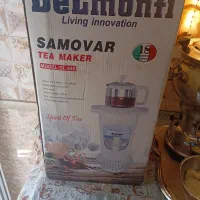 DELMONTI
Living innovation
SAMOVAR
TEA MAKER
Spirit Of Tea